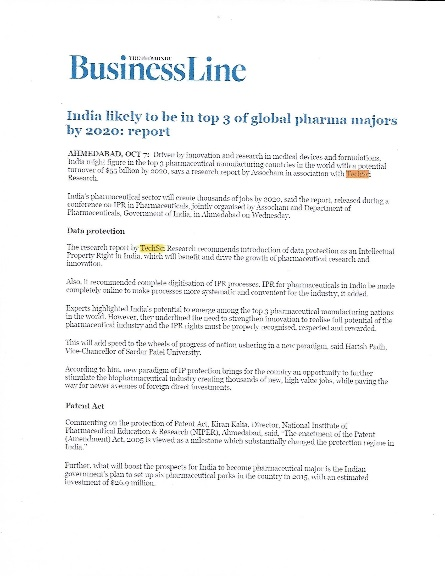 THE HINDU
BusinessLine
India likely to be in top 3 of global pharma majors
by 2020: report
AHMEDABAD, OCT 7: Driven by innovation and research in medical devices and formulations,
India might figure in the top 3 pharmaceutical manufacturing countries in the world with a potential
turnover of $55 billion by 2020, says a research report by Assocham in association with TechSci
Research.
India's pharmaceutical sector will create thousands of jobs by 2020, said the report, released during a
conference on IPR in Pharmaceuticals, jointly organised by Assocham and Department of
Pharmaceuticals, Government of India, in Ahmedabad on Wednesday.
Data protection
The research report by TechSci Research recommends introduction of data protection as an Intellectual
Property Right in India, which will benefit and drive the growth of pharmaceutical research and
innovation.
Also, it recommended complete digitisation of IPR processes. IPR for pharmaceuticals in India be made
completely online to make processes more systematic and convenient for the industry, it added.
Experts highlighted India's potential to emerge among the top 3 pharmaceutical manufacturing nations
in the world. However, they underlined the need to strengthen innovation to realise full potential of the
pharmaceutical industry and the IPR rights must be properly recognised, respected and rewarded.
This will add speed to the wheels of progress of nation ushering in a new paradigm, said Harish Padh,
Vice-Chancellor of Sardar Patel University.
According to him, new paradigm of IP protection brings for the country an opportunity to further
stimulate the biopharmaceutical industry creating thousands of new, high value jobs, while paving the
way for newer avenues of foreign direct investments.
Patent Act
Commenting on the protection of Patent Act, Kiran Kalia, Director, National Institute of
Pharmaceutical Education & Research (NIPER), Ahmedabad, said, "The enactment of the Patent
(Amendment) Act, 2005 is viewed as a milestone which substantially changed the protection regime in
India."
Further, what will boost the prospects for India to become pharmaceutical major is the Indian
government's plan to set up six pharmaceutical parks in the country in 2015, with an estimated
investment of $26.9 million.